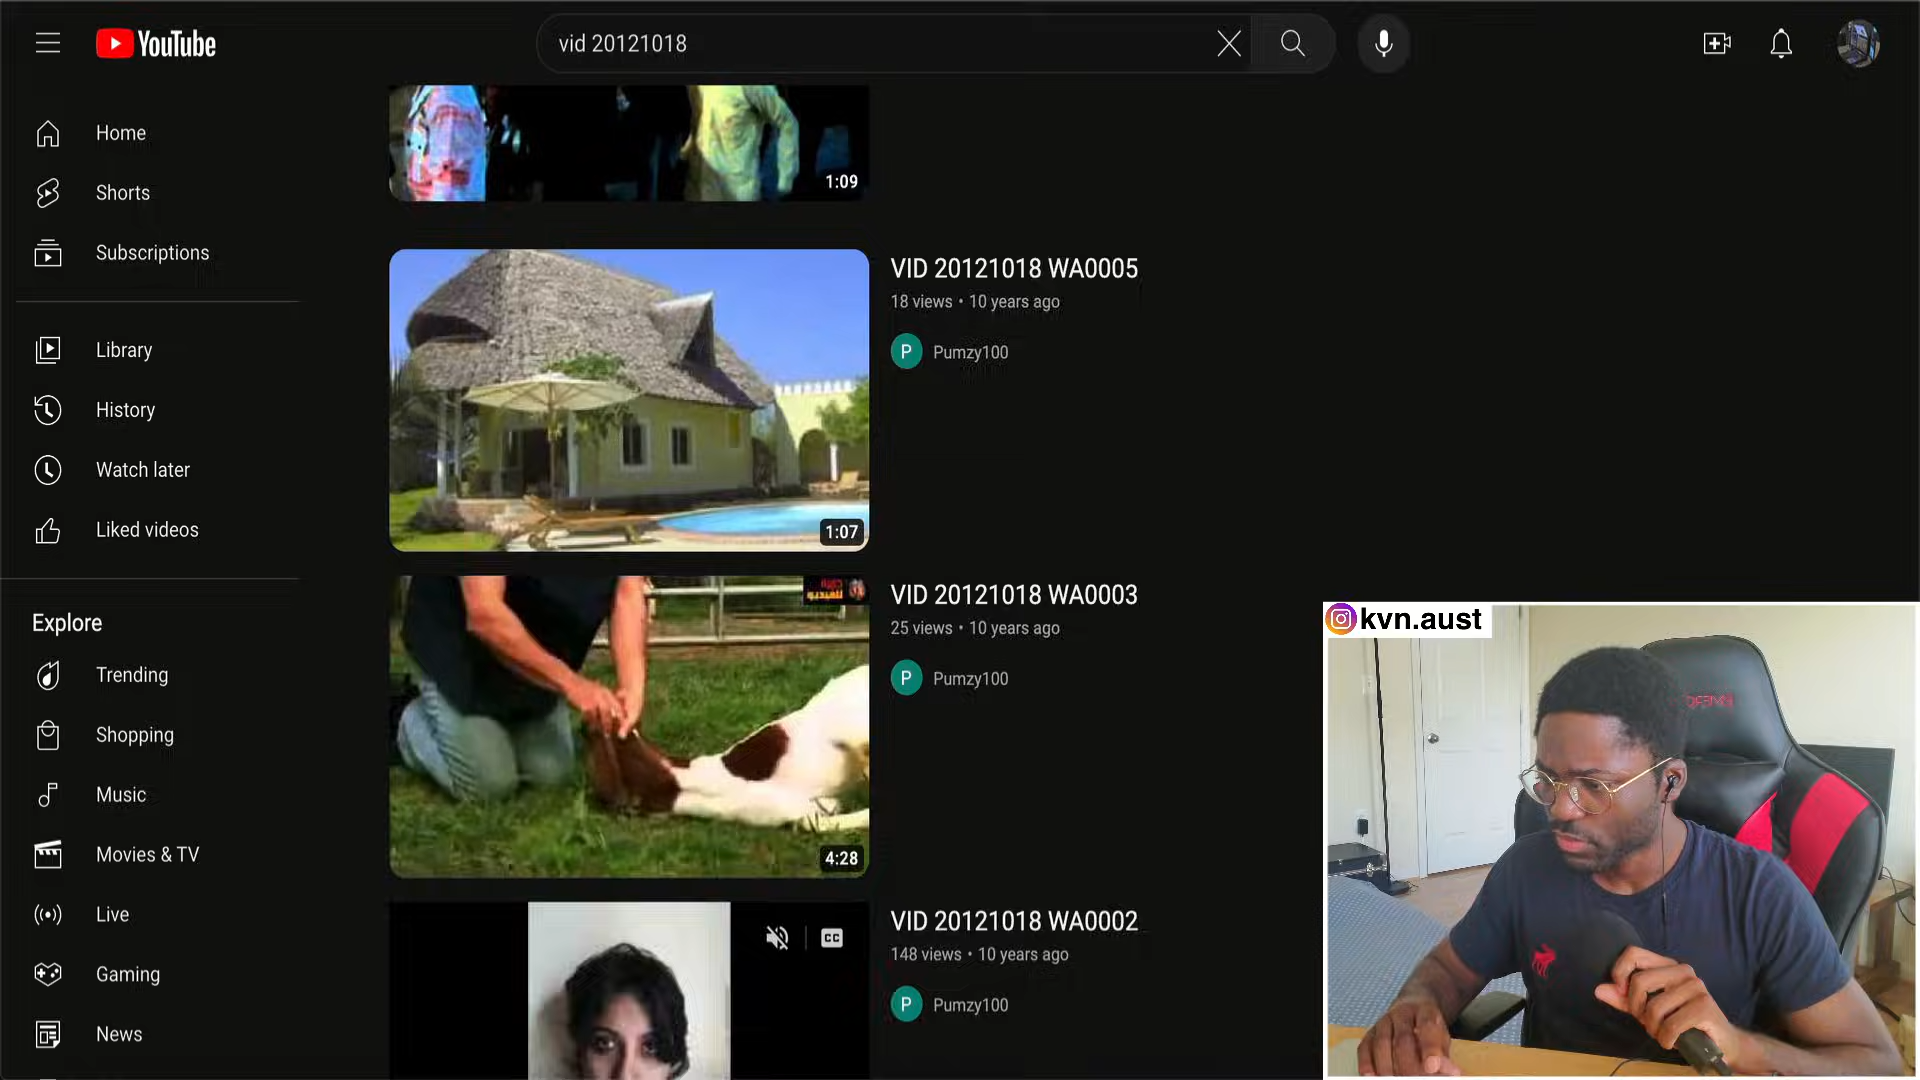 YouTube
vid 20121018
Home
Shorts
Subscriptions
Library
History
Watch later
Liked videos
Explore
Trending
Shopping
Music
Movies & TV
Live
Gaming
News
1:09
1:07
VID 20121018 WA0005
18 views • 10 years ago
P Pumzy100
4:28
VID 20121018 WA0003
25 views • 10 years ago
P Pumzy100
CC
VID 20121018 WA0002
148 views • 10 years ago
P Pumzy100
kvn.aust